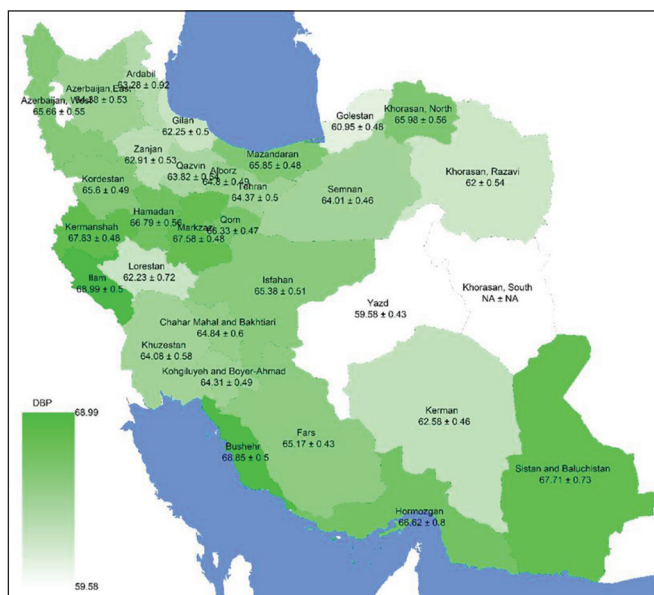 Ardabil
63.28 ± 0.92
Azerbaijan,East
64.38 ± 0.53
Azerbaijan, West
65.66 ± 0.55
Gilan
62.25 ± 0.5
Golestan
60.95 ± 0.48
Khorasan, North
65.98 ± 0.56
Zanjan
62.91 ± 0.53
Mazandaran
65.85 ± 0.48
Khorasan, Razavi
62 ± 0.54
Qazvin
63.82 ± 0.54
Alborz
64.8 ± 0.49
Tehran
64.37 ± 0.5
Kordestan
65.6 ± 0.49
Semnan
64.01 ± 0.46
Hamadan
66.79 ± 0.56
Qom
66.33 ± 0.47
Kermanshah
67.83 ± 0.48
Markzazi
67.58 ± 0.48
Lorestan
62.23 ± 0.72
Ilam
68.99 ± 0.5
Isfahan
65.38 ± 0.51
Khorasan, South
NA ± NA
Yazd
59.58 ± 0.43
Chahar Mahal and Bakhtiari
64.84 ± 0.6
Khuzestan
64.08 ± 0.58
Kohgiluyeh and Boyer-Ahmad
64.31 ± 0.49
Kerman
62.58 ± 0.46
DBP
68.99
59.58
Bushehr
68.85 ± 0.5
Fars
65.17 ± 0.43
Sistan and Baluchistan
67.71 ± 0.73
Hormozgan
66.62 ± 0.8